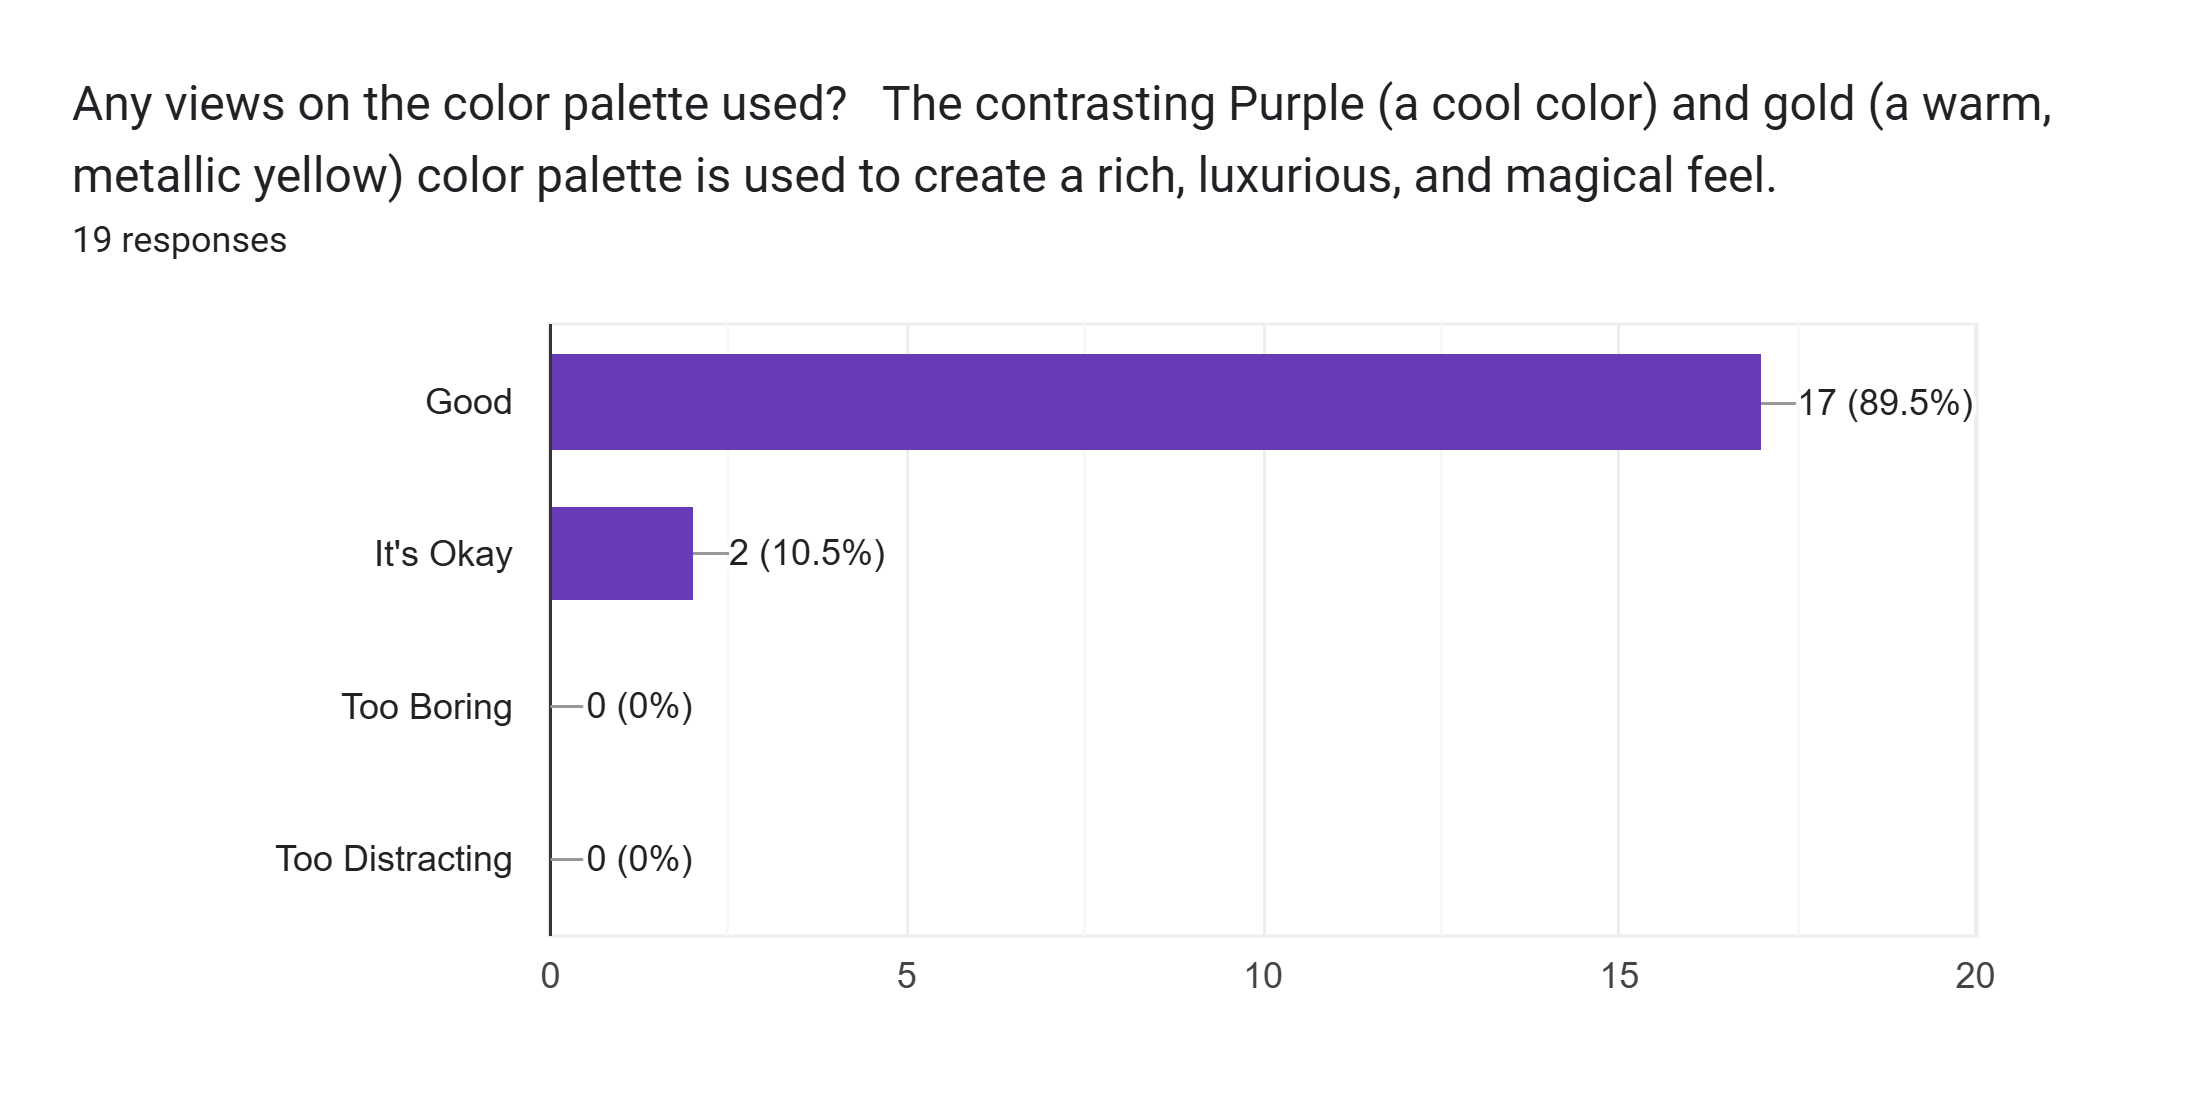 Any views on the color palette used?   The contrasting Purple (a cool color) and gold (a warm,
metallic yellow) color palette is used to create a rich, luxurious, and magical feel.
19 responses
Good
17 (89.5%)
It's Okay
2 (10.5%)
Too Boring
0 (0%)
Too Distracting
0 (0%)
0 5 10 15 20